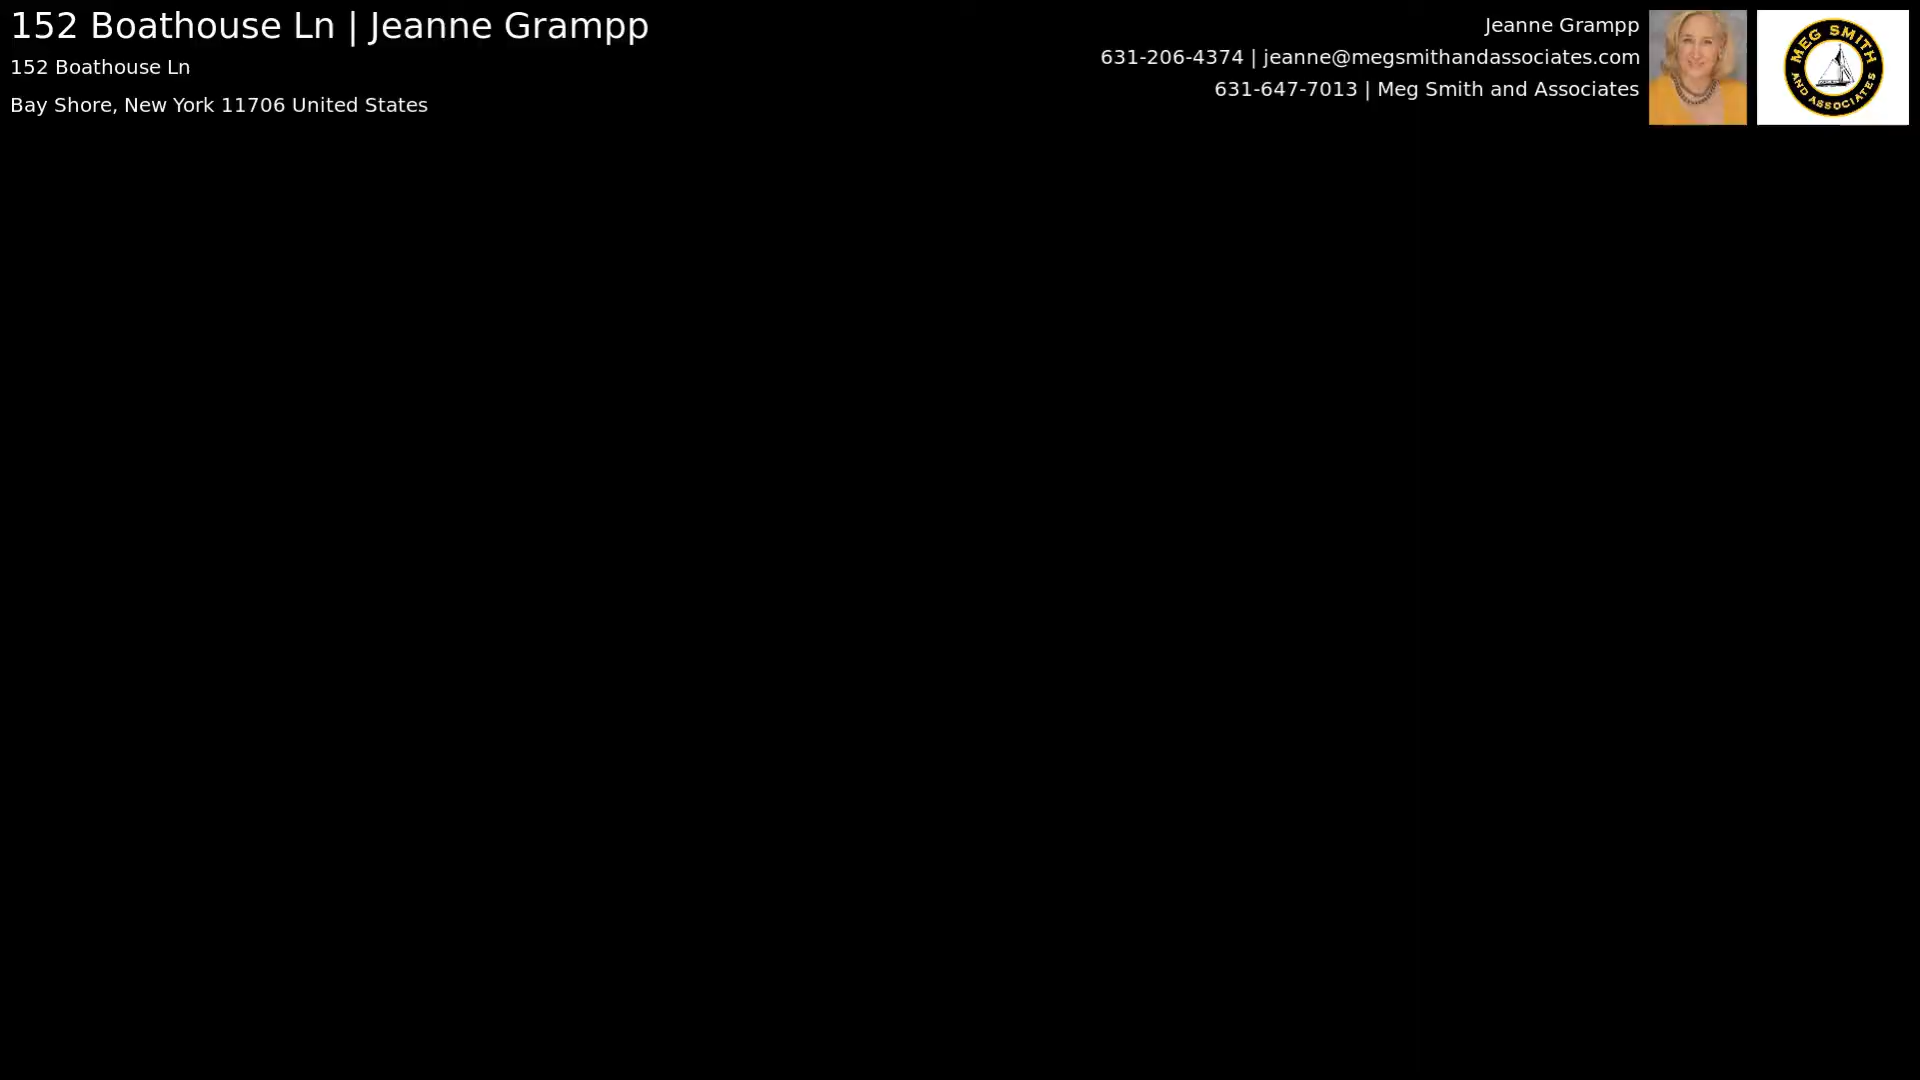 152 Boathouse Ln | Jeanne Grampp
152 Boathouse Ln
Bay Shore, New York 11706 United States
Jeanne Grampp
631-206-4374 | jeanne@megsmithandassociates.com
631-647-7013 | Meg Smith and Associates
MEG SMITH
AND ASSOCIATES